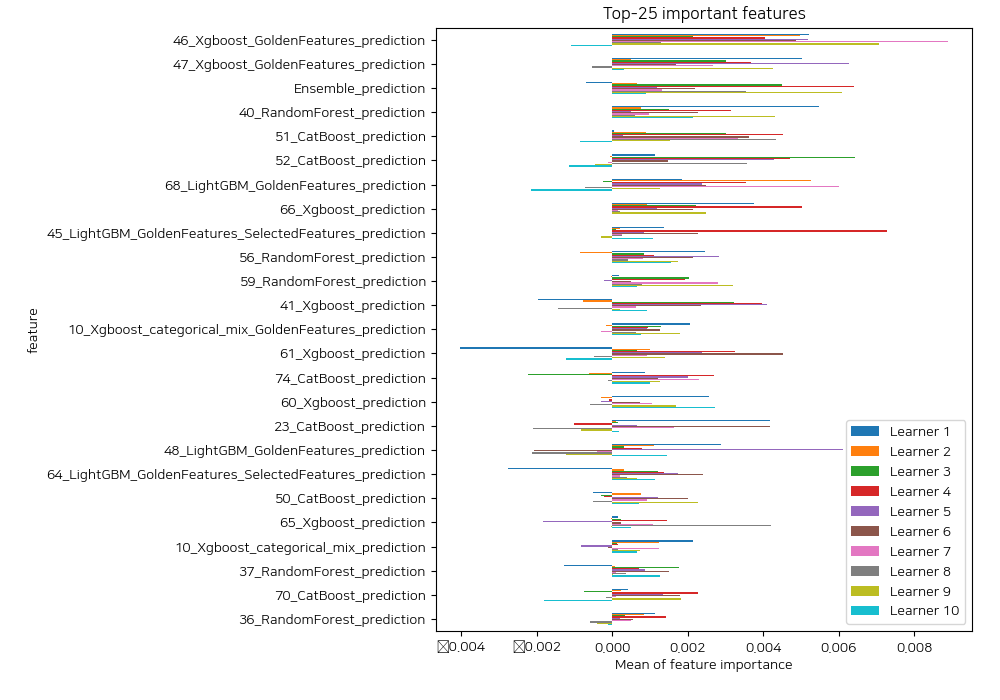 Top-25 important features
46_Xgboost_GoldenFeatures_prediction
47_Xgboost_GoldenFeatures_prediction
Ensemble_prediction
40_RandomForest_prediction
51_CatBoost_prediction
52_CatBoost_prediction
68_LightGBM_GoldenFeatures_prediction
66_Xgboost_prediction
45_LightGBM_GoldenFeatures_SelectedFeatures_prediction
56_RandomForest_prediction
59_RandomForest_prediction
41_Xgboost_prediction
10_Xgboost_categorical_mix_GoldenFeatures_prediction
61_Xgboost_prediction
74_CatBoost_prediction
60_Xgboost_prediction
23_CatBoost_prediction
48_LightGBM_GoldenFeatures_prediction
64_LightGBM_GoldenFeatures_SelectedFeatures_prediction
50_CatBoost_prediction
65_Xgboost_prediction
10_Xgboost_categorical_mix_prediction
37_RandomForest_prediction
70_CatBoost_prediction
36_RandomForest_prediction
feature
Learner 1
Learner 2
Learner 3
Learner 4
Learner 5
Learner 6
Learner 7
Learner 8
Learner 9
Learner 10
0.004 0.002 0.000 0.002 0.004 0.006 0.008
Mean of feature importance